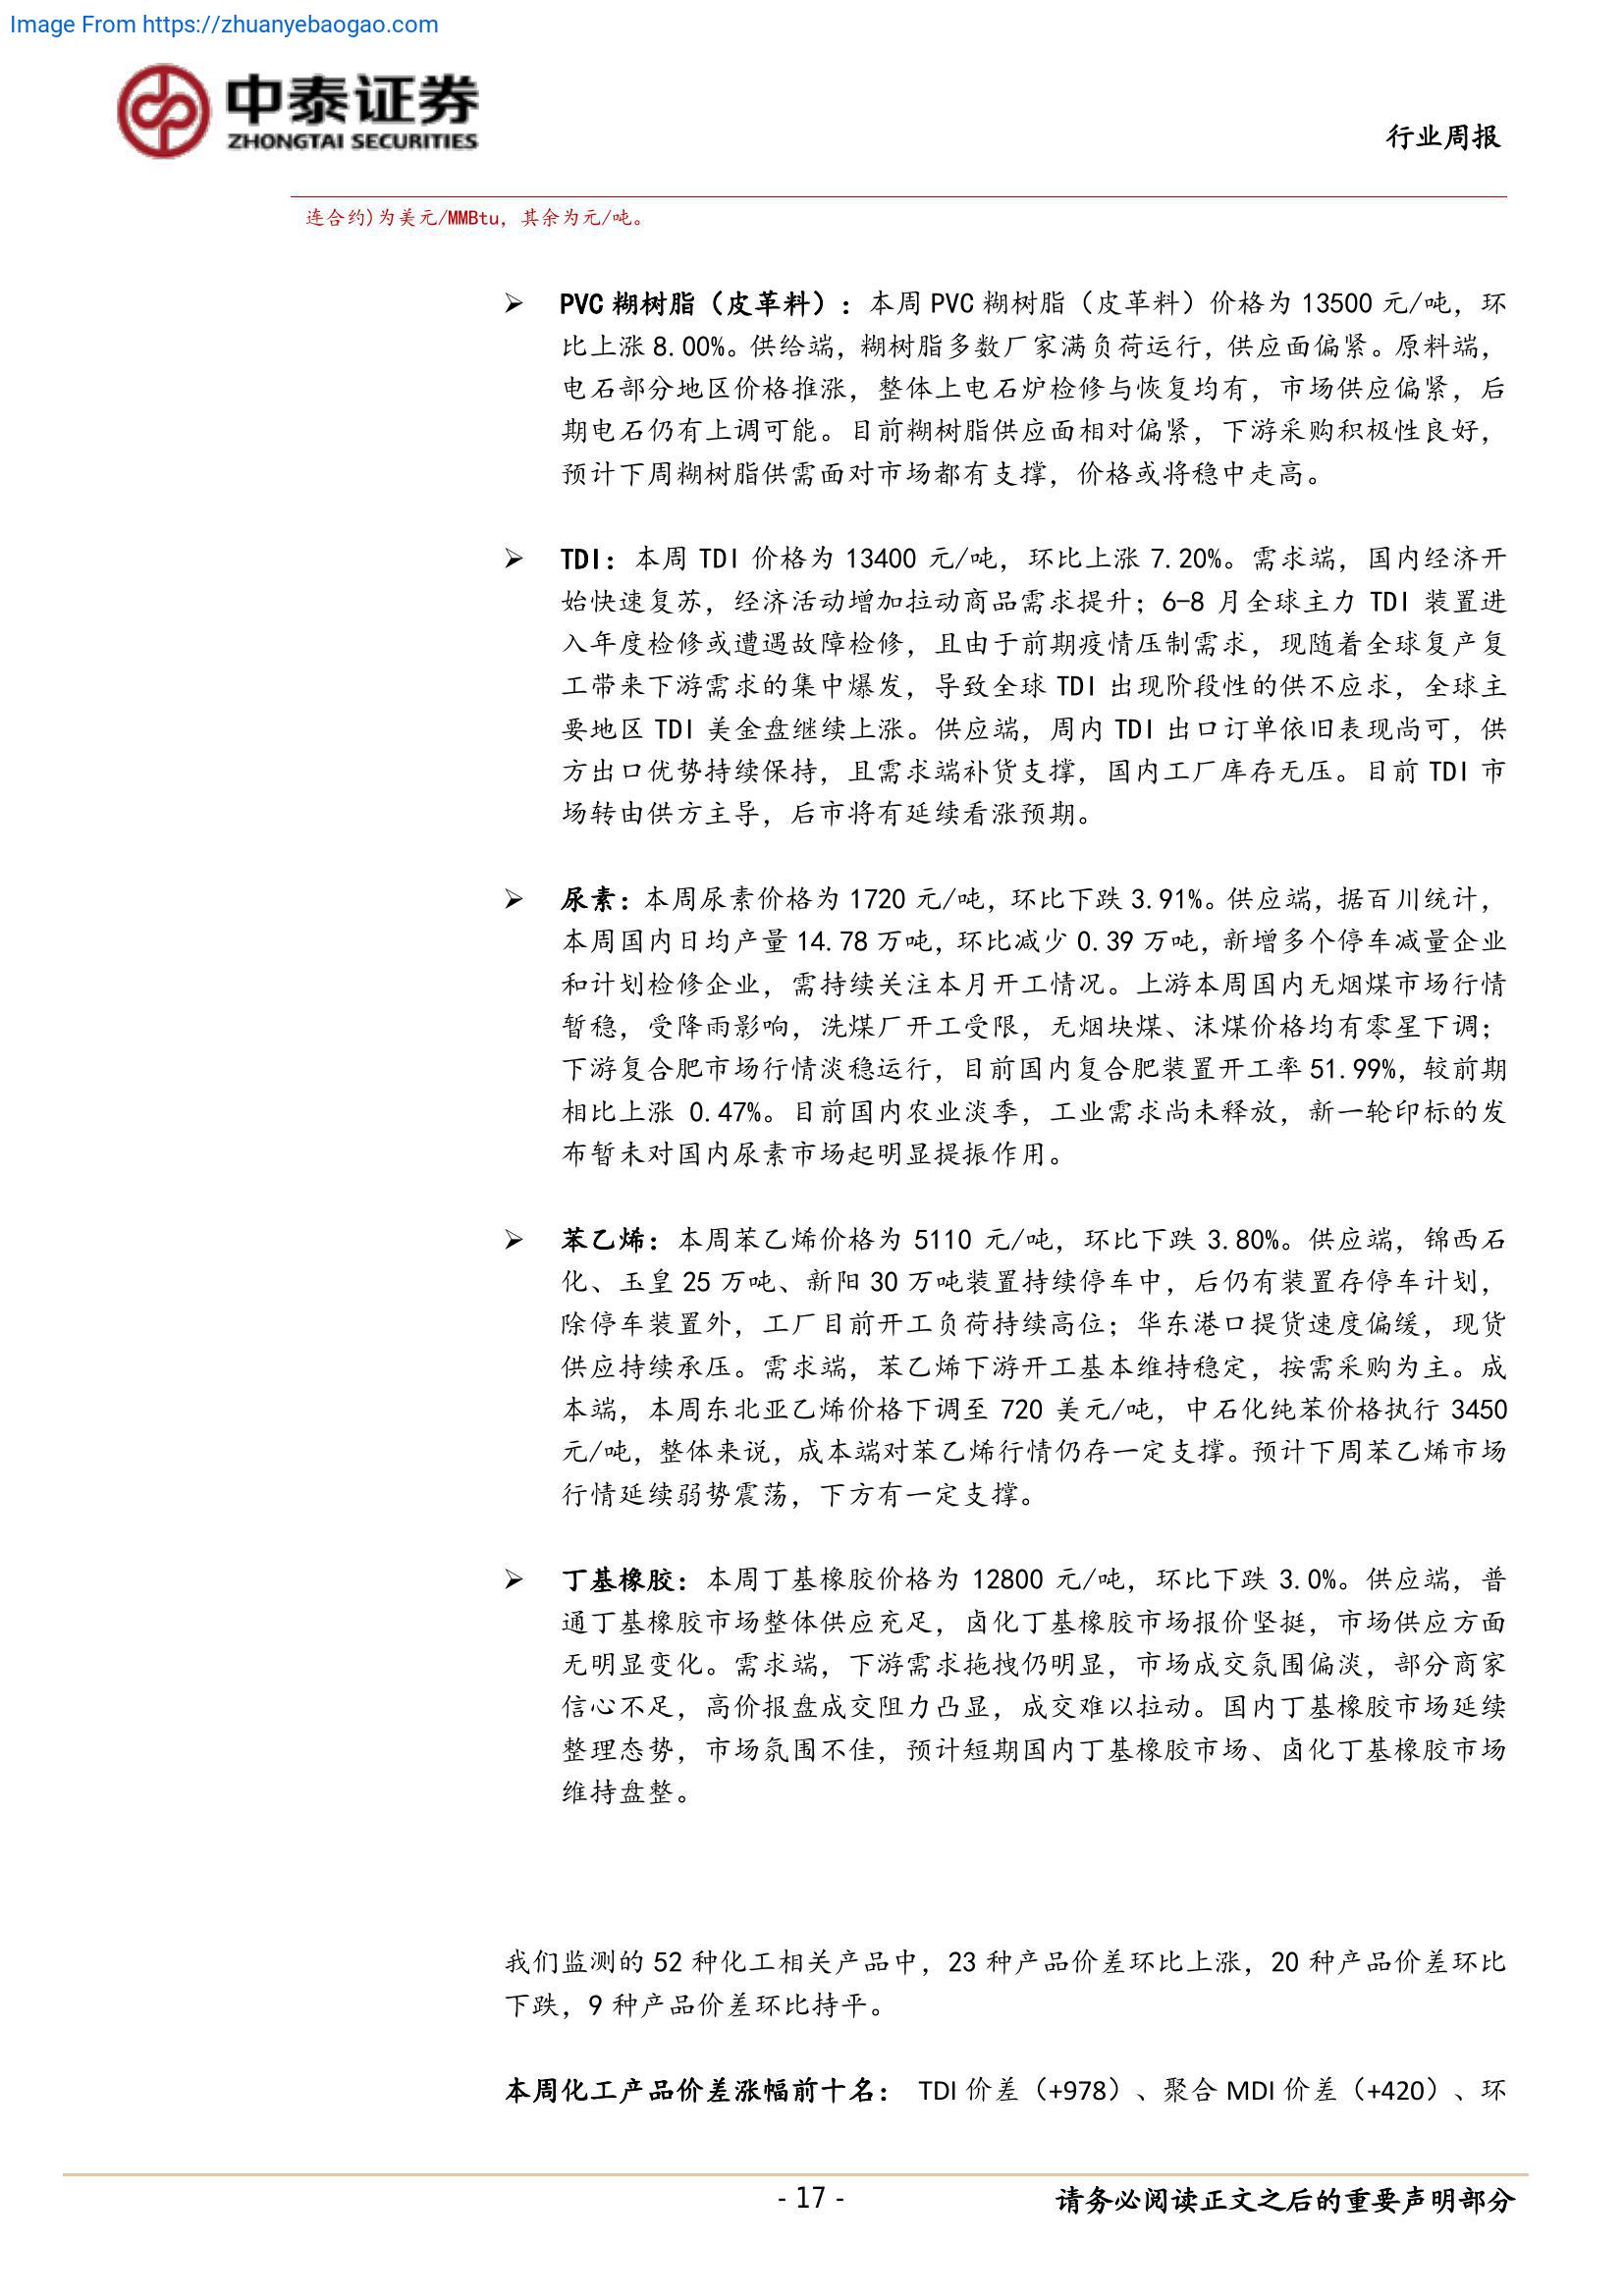 Image From https://zhuanyebaogao.com
中泰证券
ZHONGTAI SECURITIES
行业周报
连合约)为美元/MMBtu，其余为元/吨。
➢ PVC 糊树脂（皮革料）：本周 PVC 糊树脂（皮革料）价格为 13500 元/吨，环
比上涨 8.00%。供给端，糊树脂多数厂家满负荷运行，供应面偏紧。原料端，
电石部分地区价格推涨，整体上电石炉检修与恢复均有，市场供应偏紧，后
期电石仍有上调可能。目前糊树脂供应面相对偏紧，下游采购积极性良好，
预计下周糊树脂供需面对市场都有支撑，价格或将稳中走高。
➢ TDI：本周 TDI 价格为 13400 元/吨，环比上涨 7.20%。需求端，国内经济开
始快速复苏，经济活动增加拉动商品需求提升；6-8 月全球主力 TDI 装置进
入年度检修或遭遇故障检修，且由于前期疫情压制需求，现随着全球复产复
工带来下游需求的集中爆发，导致全球 TDI 出现阶段性的供不应求，全球主
要地区 TDI 美金盘继续上涨。供应端，周内 TDI 出口订单依旧表现尚可，供
方出口优势持续保持，且需求端补货支撑，国内工厂库存无压。目前 TDI 市
场转由供方主导，后市将有延续看涨预期。
➢ 尿素：本周尿素价格为 1720 元/吨，环比下跌 3.91%。供应端，据百川统计，
本周国内日均产量 14.78 万吨，环比减少 0.39 万吨，新增多个停车减量企业
和计划检修企业，需持续关注本月开工情况。上游本周国内无烟煤市场行情
暂稳，受降雨影响，洗煤厂开工受限，无烟块煤、沫煤价格均有零星下调；
下游复合肥市场行情淡稳运行，目前国内复合肥装置开工率 51.99%，较前期
相比上涨 0.47%。目前国内农业淡季，工业需求尚未释放，新一轮印标的发
布暂未对国内尿素市场起明显提振作用。
➢ 苯乙烯：本周苯乙烯价格为 5110 元/吨，环比下跌 3.80%。供应端，锦西石
化、玉皇 25 万吨、新阳 30 万吨装置持续停车中，后仍有装置存停车计划，
除停车装置外，工厂目前开工负荷持续高位；华东港口提货速度偏缓，现货
供应持续承压。需求端，苯乙烯下游开工基本维持稳定，按需采购为主。成
本端，本周东北亚乙烯价格下调至 720 美元/吨，中石化纯苯价格执行 3450
元/吨，整体来说，成本端对苯乙烯行情仍存一定支撑。预计下周苯乙烯市场
行情延续弱势震荡，下方有一定支撑。
➢ 丁基橡胶：本周丁基橡胶价格为 12800 元/吨，环比下跌 3.0%。供应端，普
通丁基橡胶市场整体供应充足，卤化丁基橡胶市场报价坚挺，市场供应方面
无明显变化。需求端，下游需求拖拽仍明显，市场成交氛围偏淡，部分商家
信心不足，高价报盘成交阻力凸显，成交难以拉动。国内丁基橡胶市场延续
整理态势，市场氛围不佳，预计短期国内丁基橡胶市场、卤化丁基橡胶市场
维持盘整。
我们监测的 52 种化工相关产品中，23 种产品价差环比上涨，20 种产品价差环比
下跌，9 种产品价差环比持平。
本周化工产品价差涨幅前十名： TDI 价差（+978）、聚合 MDI 价差（+420）、环
- 17 -
请务必阅读正文之后的重要声明部分